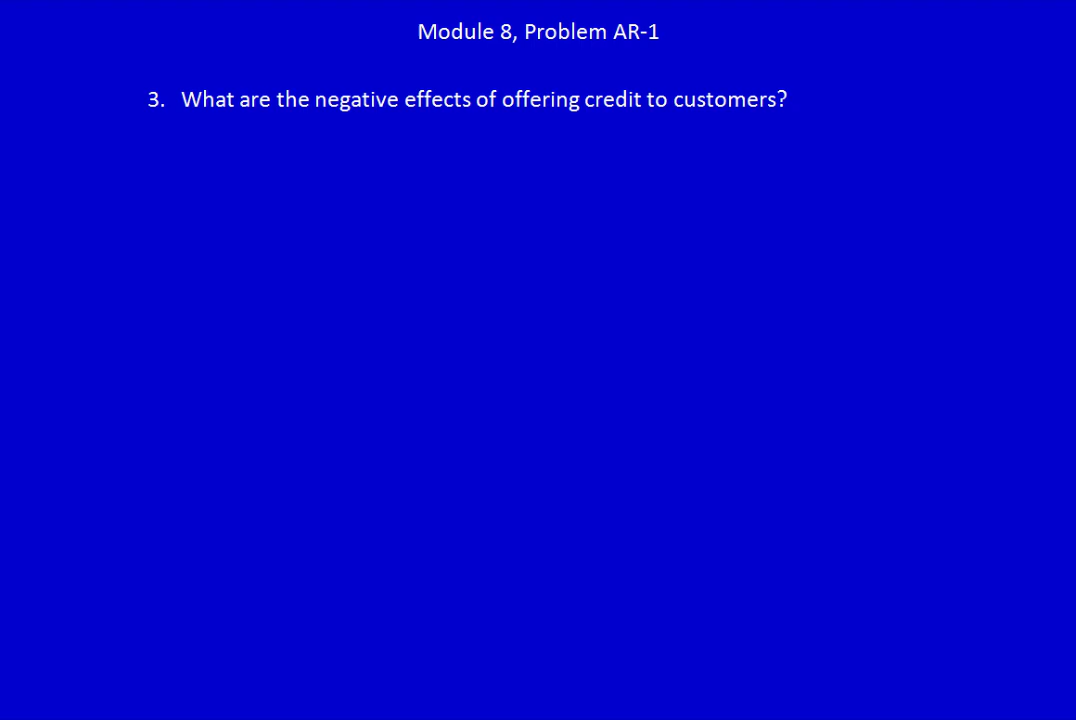 Module 8, Problem AR-1
3. What are the negative effects of offering credit to customers?